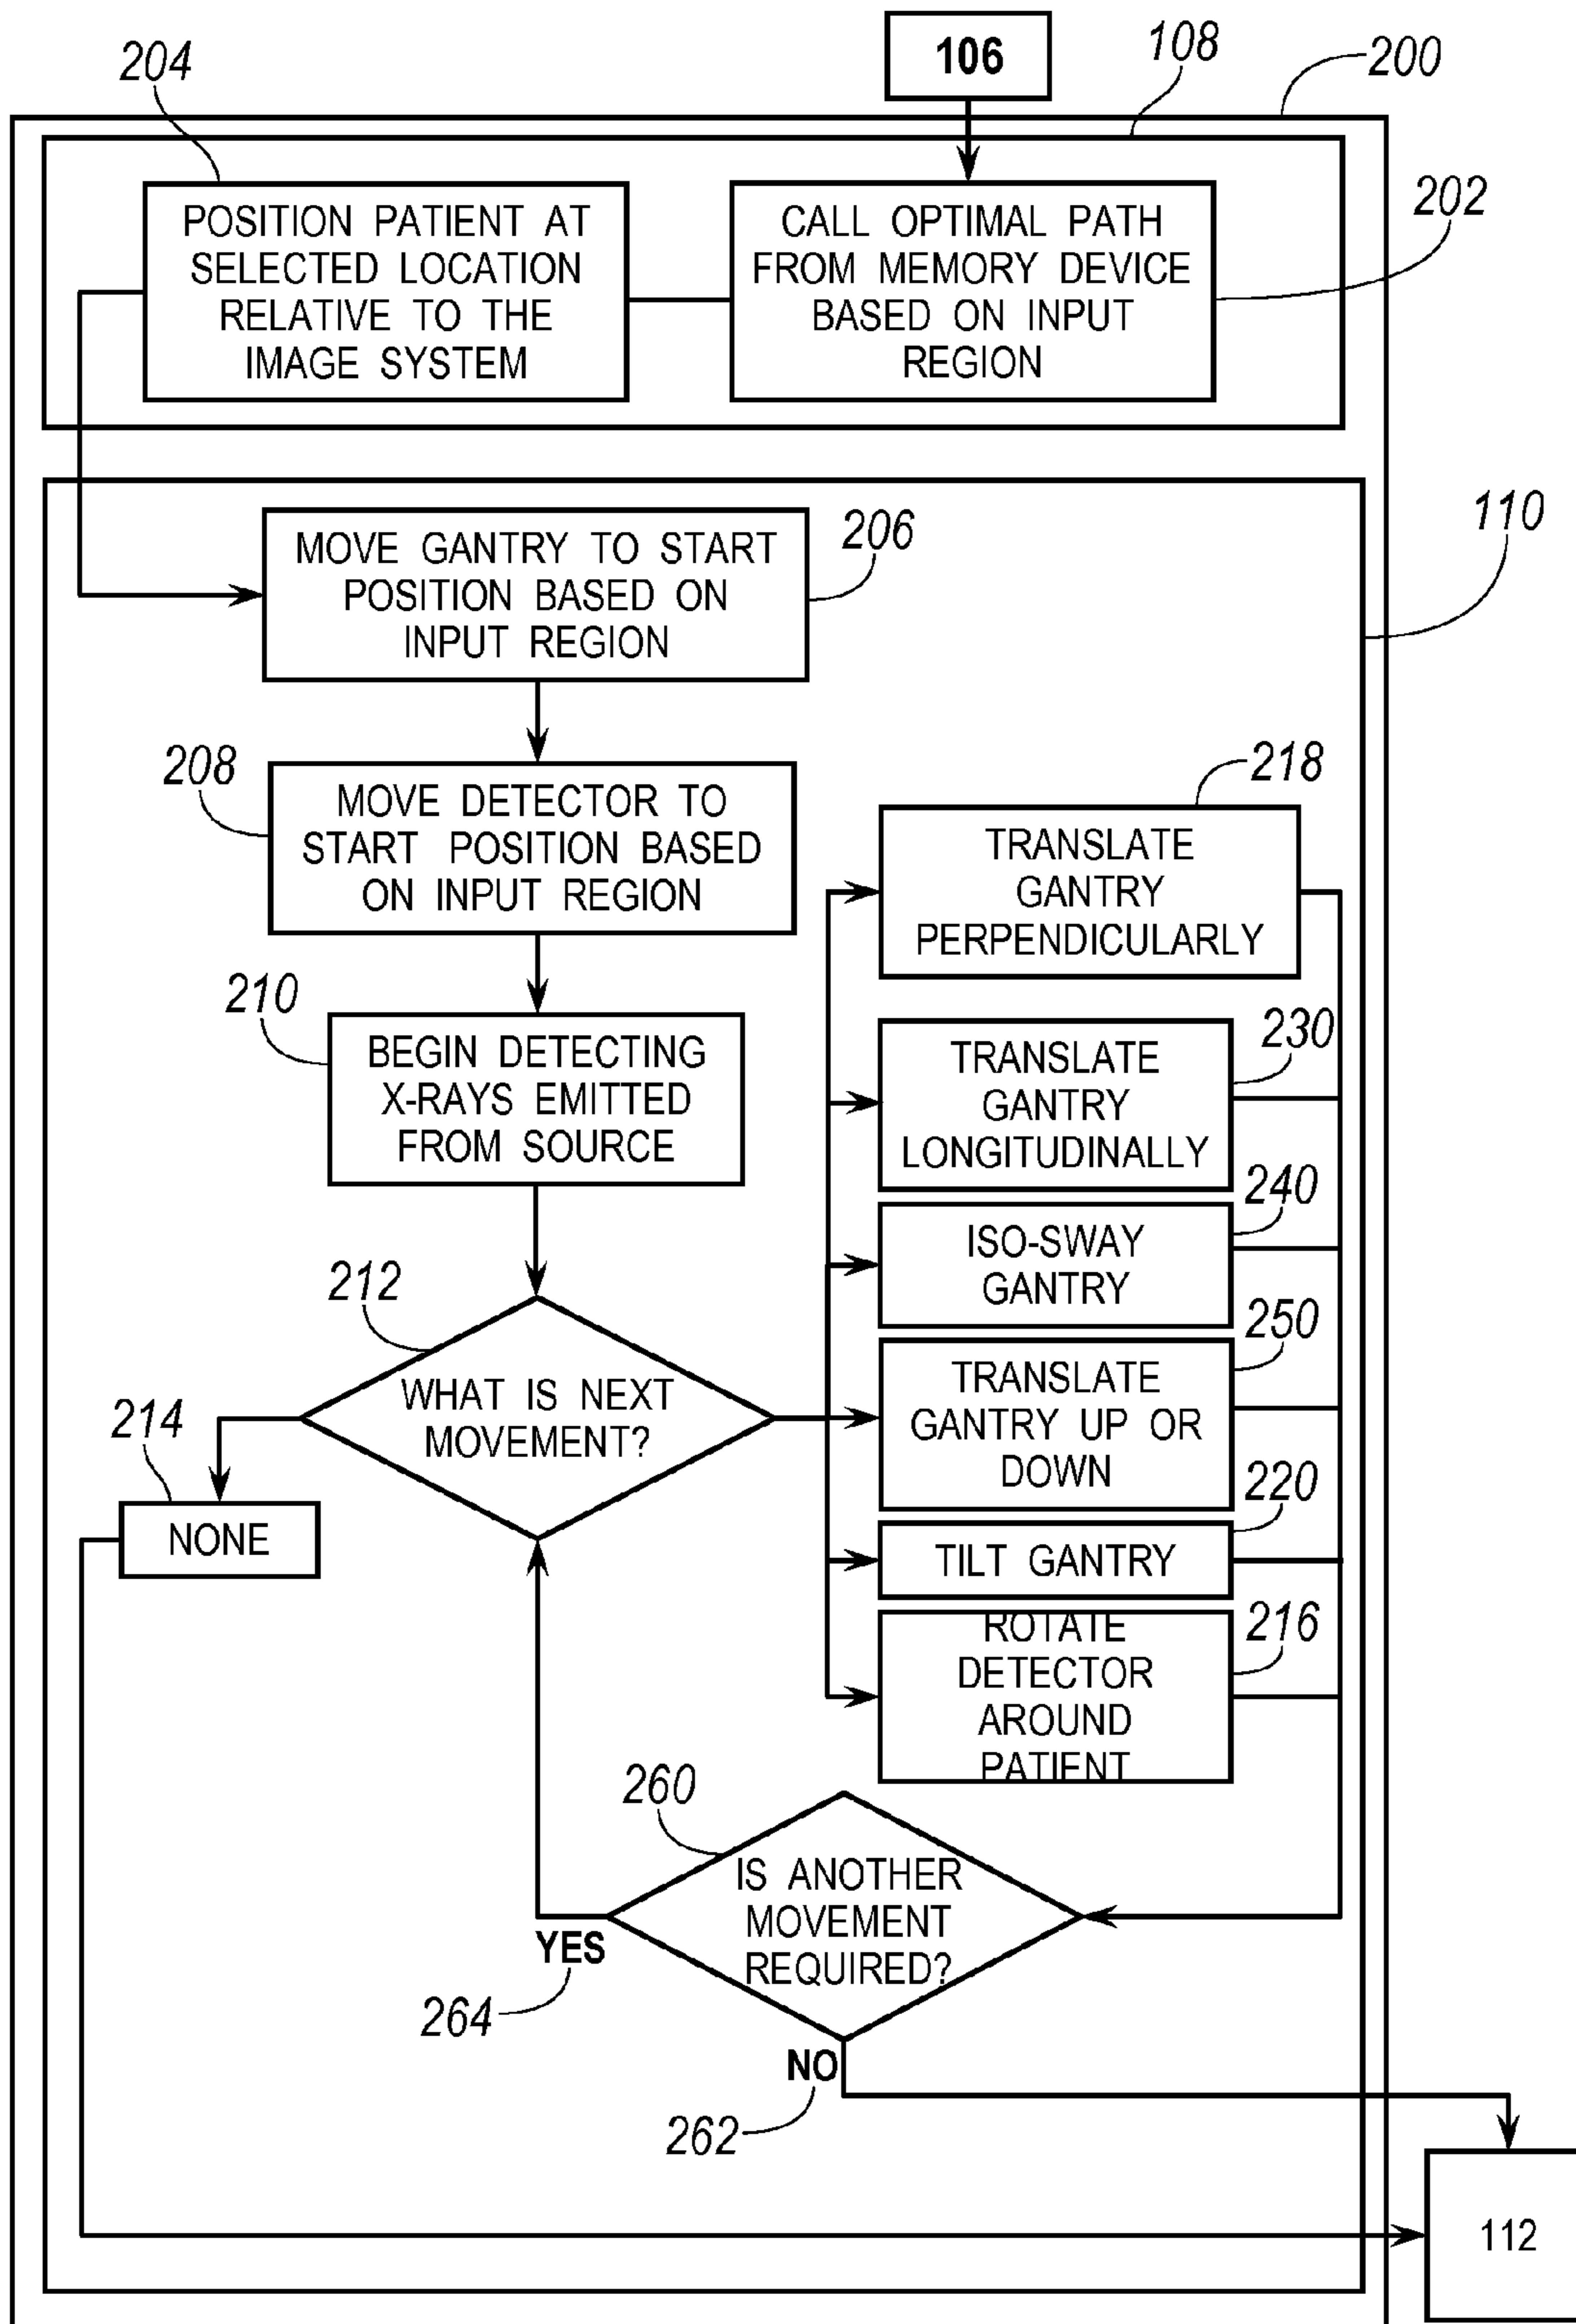 106
108
200
204
202
POSITION PATIENT AT
SELECTED LOCATION
RELATIVE TO THE
IMAGE SYSTEM
CALL OPTIMAL PATH
FROM MEMORY DEVICE
BASED ON INPUT
REGION
110
206
MOVE GANTRY TO START
POSITION BASED ON
INPUT REGION
208
MOVE DETECTOR TO
START POSITION BASED
ON INPUT REGION
210
BEGIN DETECTING
X-RAYS EMITTED
FROM SOURCE
212
WHAT IS NEXT
MOVEMENT?
214
NONE
218
TRANSLATE
GANTRY
PERPENDICULARLY
230
TRANSLATE
GANTRY
LONGITUDINALLY
240
ISO-SWAY
GANTRY
250
TRANSLATE
GANTRY UP OR
DOWN
220
TILT GANTRY
216
ROTATE
DETECTOR
AROUND
PATIENT
260
IS ANOTHER
MOVEMENT
REQUIRED?
YES
264
NO
262
112